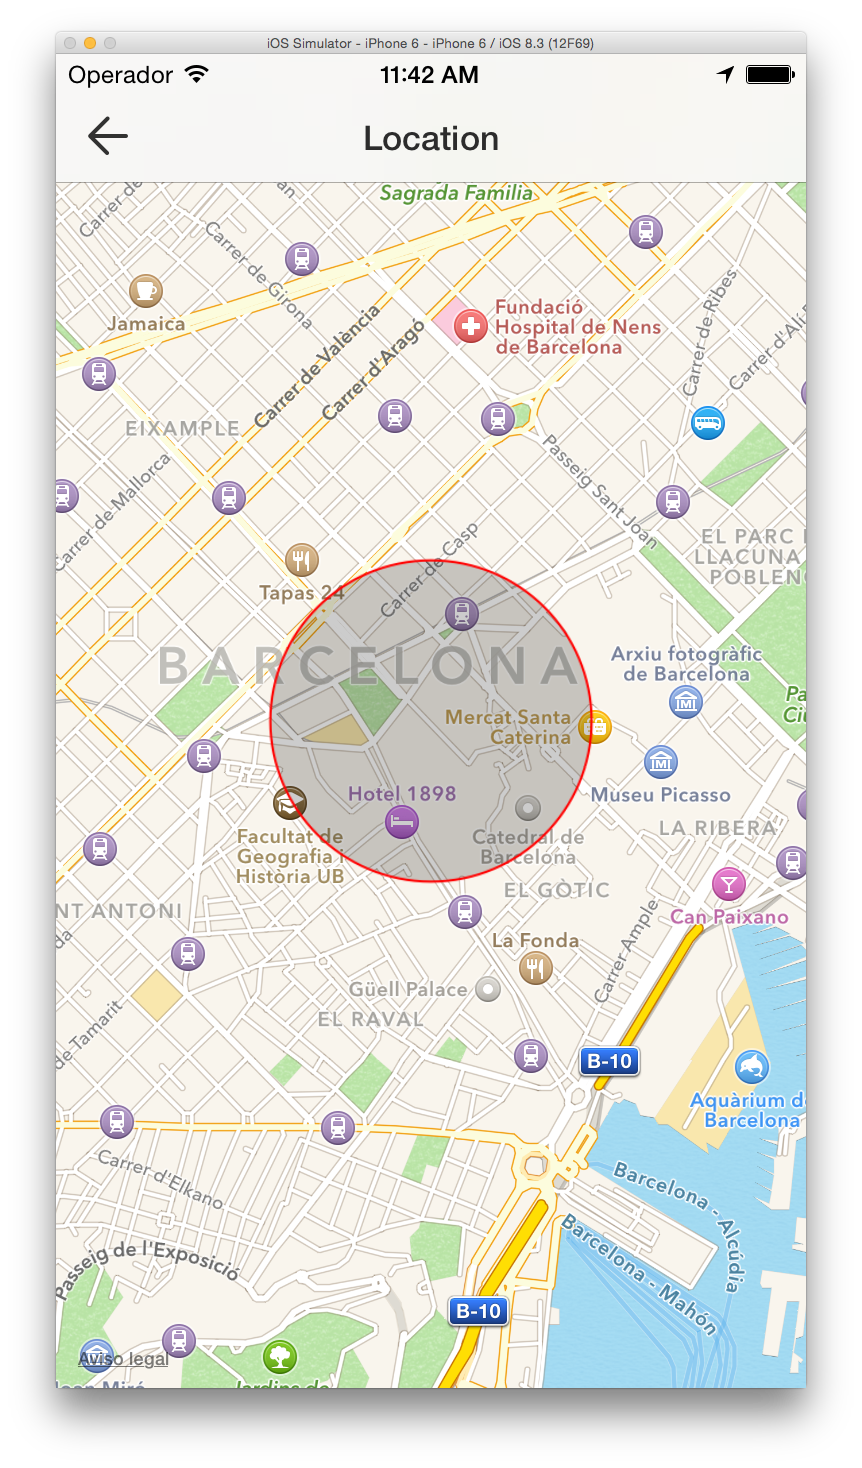 iOS Simulator - iPhone 6 - iPhone 6 / iOS 8.3 (12F69)
Operador
11:42 AM
Location
Sagrada Família
Carrer de
Carrer de Girona
Jamaica
Fundació
Hospital de Nens
de Barcelona
Carrer de Ribes
Carrer d'Alí
Carrer de València
Carrer d'Aragó
EIXAMPLE
Carrer de Mallorca
Passeig Sant Joan
EL PARC
LLACUNA
POBLEN
Tapas 24
Carrer de Casp
BARCELONA
Arxiu fotogràfic
de Barcelona
Pa
Ciu
Mercat Santa
Caterina
Hotel 1898
Museu Picasso
Facultat de
Geografia i
Història UB
Catedral de
Barcelona
LA RIBERA
EL GÒTIC
NT ANTONI
Can Paixano
La Fonda
Carrer Ample
Güell Palace
EL RAVAL
de Tamarit
B-10
Aquàrium d
Barcelona
Carrer d'Elkano
Barcelona - Alcúdia
Barcelona - Mahón
Passeig de l'Exposició
B-10
Aviso legal
Joan Miró
Jardins de